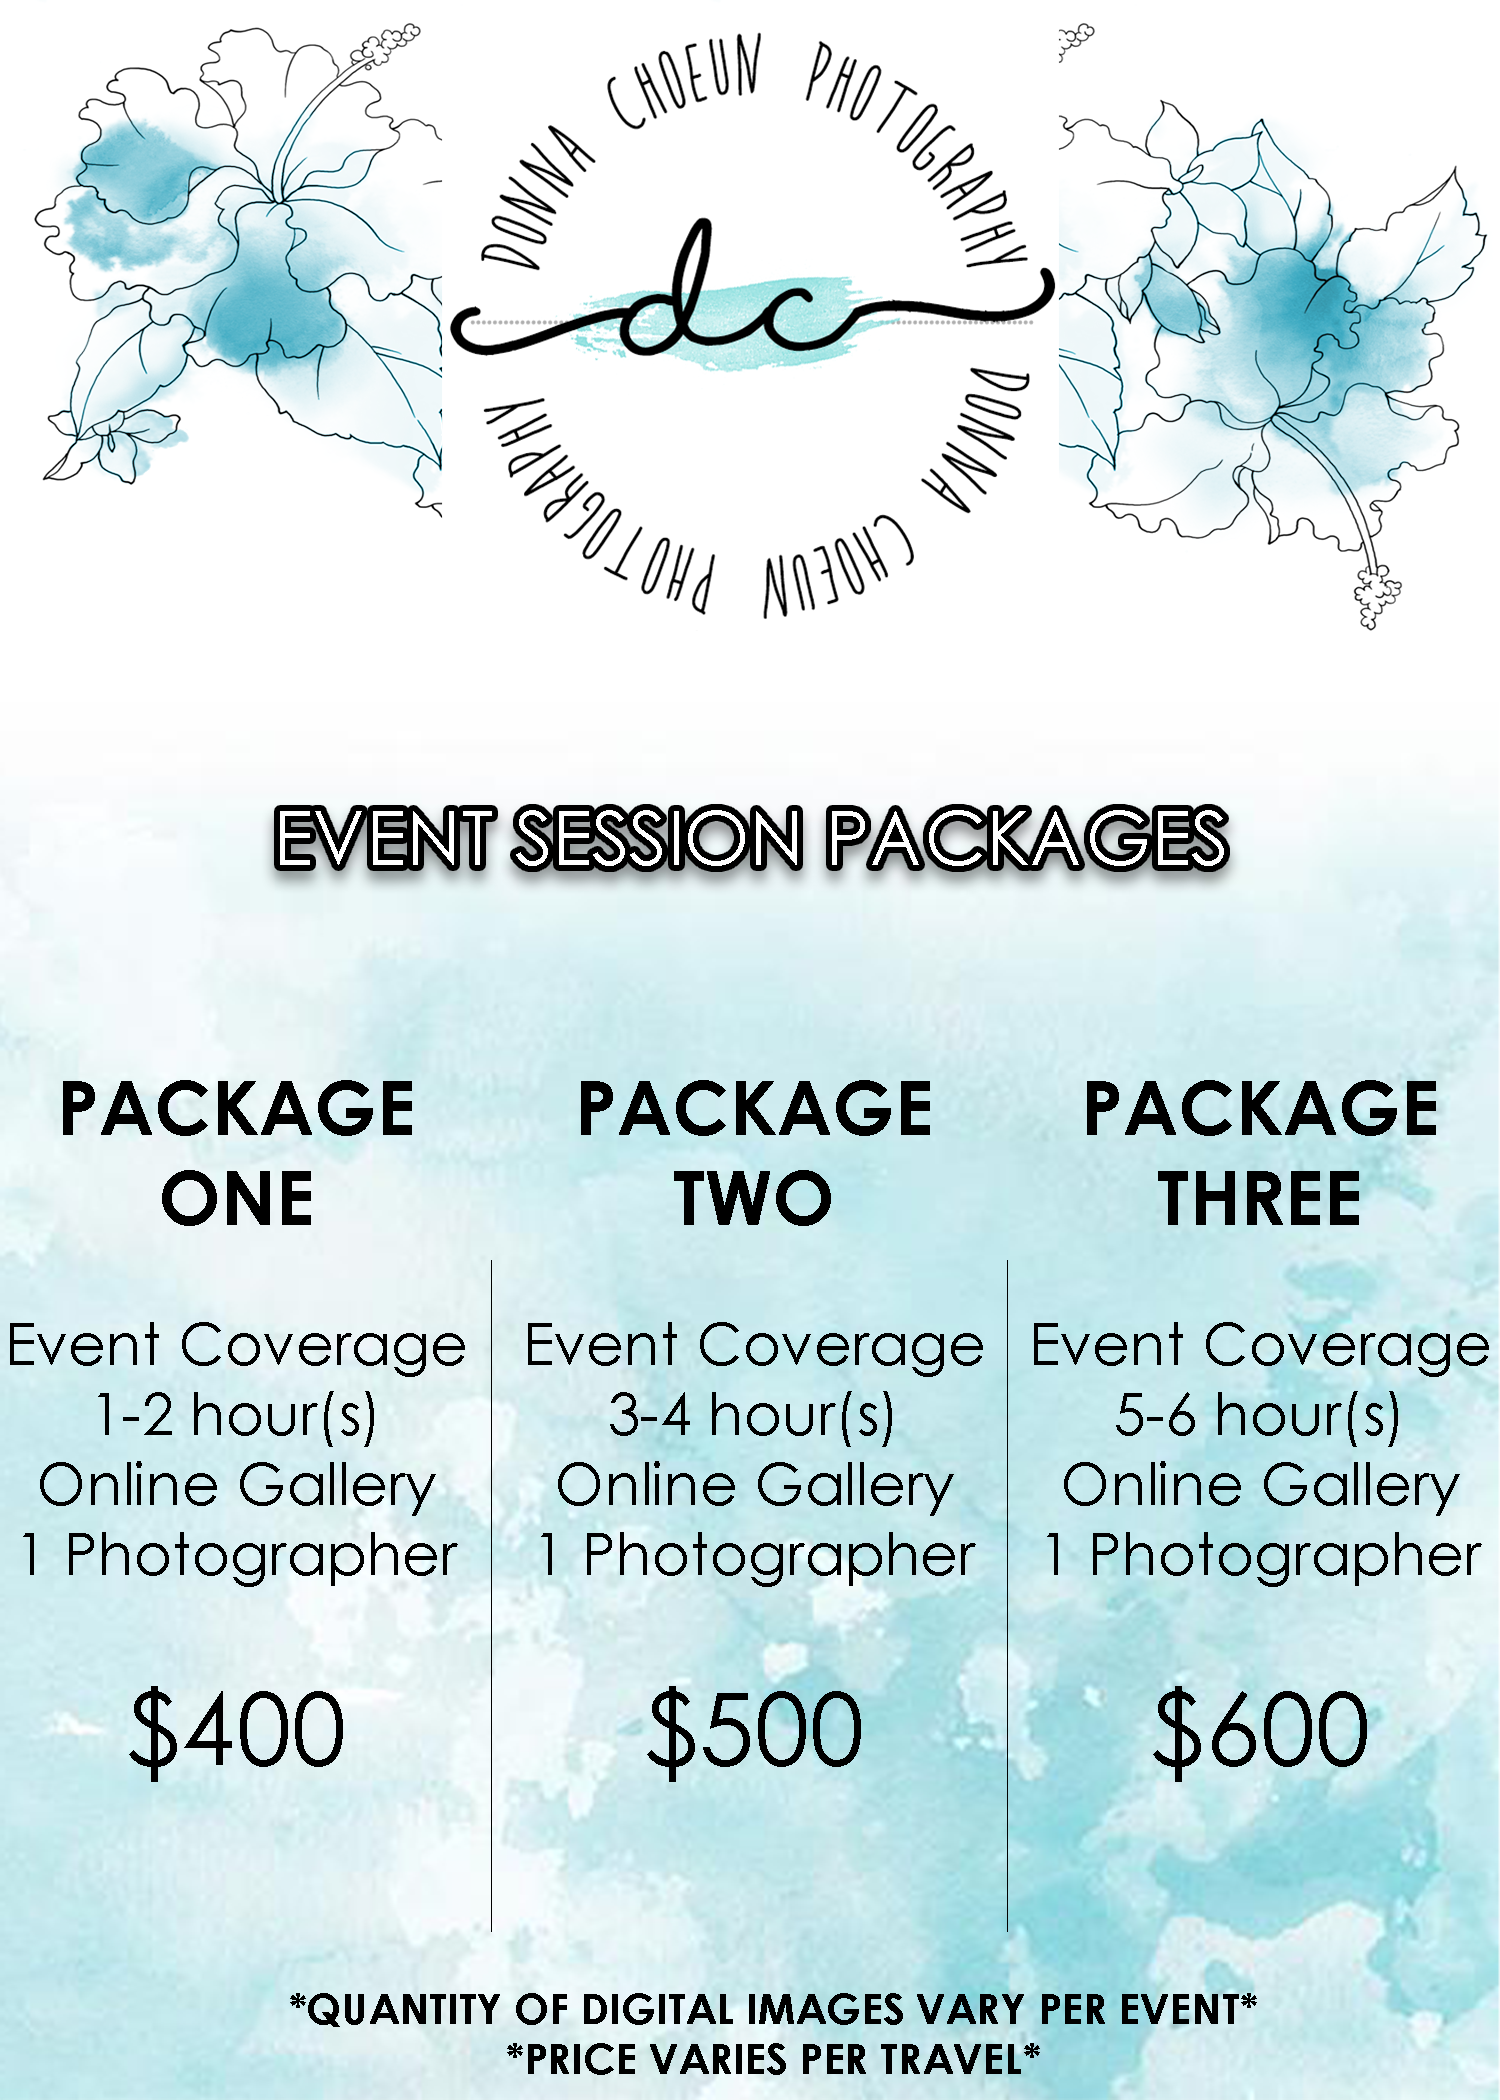 DONNA CHOEUN PHOTOGRAPHY
dc
DONNA CHOEUN PHOTOGRAPHY
EVENT SESSION PACKAGES
PACKAGE
ONE
Event Coverage
1-2 hour(s)
Online Gallery
1 Photographer
$400
PACKAGE
TWO
Event Coverage
3-4 hour(s)
Online Gallery
1 Photographer
$500
PACKAGE
THREE
Event Coverage
5-6 hour(s)
Online Gallery
1 Photographer
$600
*QUANTITY OF DIGITAL IMAGES VARY PER EVENT*
*PRICE VARIES PER TRAVEL*